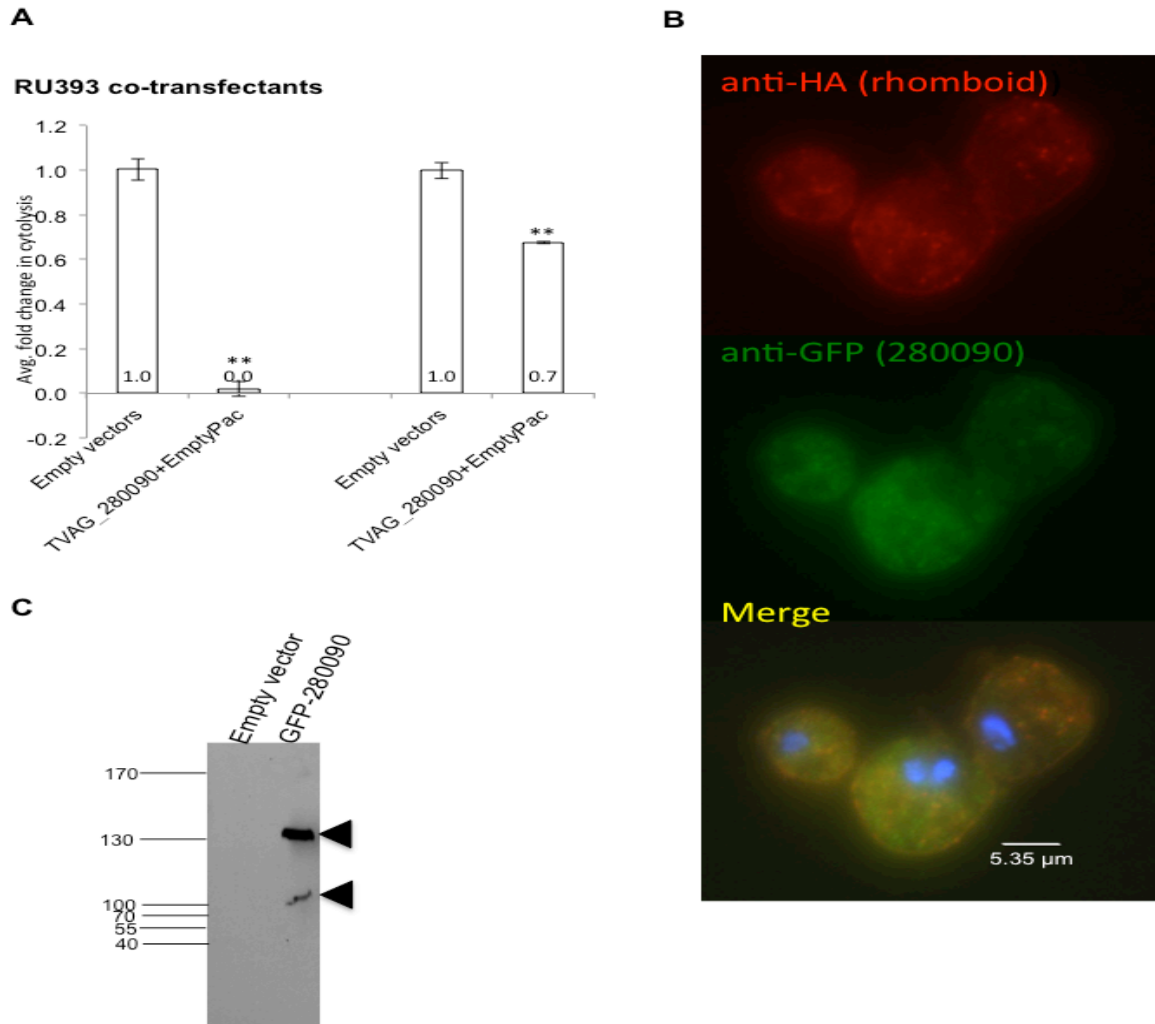 A
RU393 co-transfectants
Avg. fold change in cytolysis
1.2
1.0
0.8
0.6
0.4
0.2
0.0
-0.2
1.0
**
0.0
1.0
**
0.7
Empty vectors
TVAG_280090+EmptyPac
Empty vectors
TVAG_280090+EmptyPac
B
anti-HA (rhomboid))
anti-GFP (280090)
Merge
5.35 µm
C
Empty vector
GFP-280090
170
130
100
70
55
40